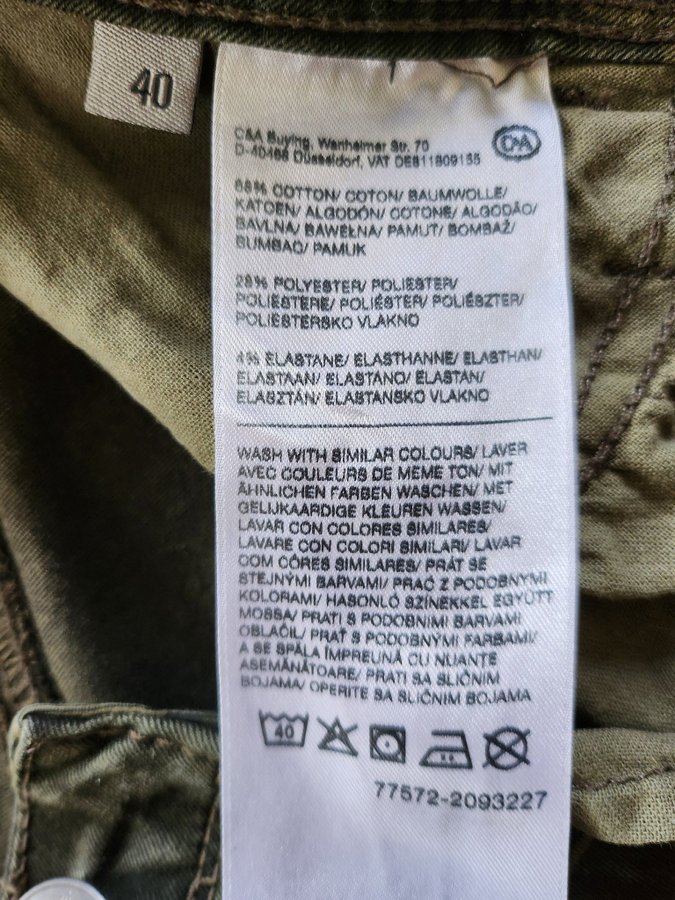 40
C&A Buying, Wanheimer Str. 70
D-40468 Düsseldorf, VAT DE811809155
C&A
68% COTTON/ COTON/ BAUMWOLLE/
KATOEN/ ALGODÓN/ COTONE/ ALGODÃO/
BAVLNA/ BAWEŁNA/ PAMUT/ BOMBAŽ/
BUMBAC/ PAMUK
28% POLYESTER/ POLIESTER/
POLIESTERE/ POLIÉSTER/ POLIÉSZTER/
POLIESTERSKO VLAKNO
4% ELASTANE/ ELASTHANNE/ ELASTHAN/
ELASTAAN/ ELASTANO/ ELASTAN/
ELASZTÁN/ ELASTANSKO VLAKNO
WASH WITH SIMILAR COLOURS/ LAVER
AVEC COULEURS DE MEME TON/ MIT
ÄHNLICHEN FARBEN WASCHEN/ MET
GELIJKAARDIGE KLEUREN WASSEN/
LAVAR CON COLORES SIMILARES/
LAVARE CON COLORI SIMILARI/ LAVAR
COM CÔRES SIMILARES/ PRÁT SE
STEJNÝMI BARVAMI/ PRAĆ Z PODOBNYMI
KOLORAMI/ HASONLÓ SZÍNEKKEL EGYÜTT
MOSSA/ PRATI S PODOBNIMI BARVAMI
OBLAČIL/ PRAŤ S PODOBNÝMI FARBAMI/
A SE SPĂLA ÎMPREUNĂ CU NUANŢE
ASEMĂNĂTOARE/ PRATI SA SLIČNIM
BOJAMA/ OPERITE SA SLIČNIM BOJAMA
40
77572-2093227